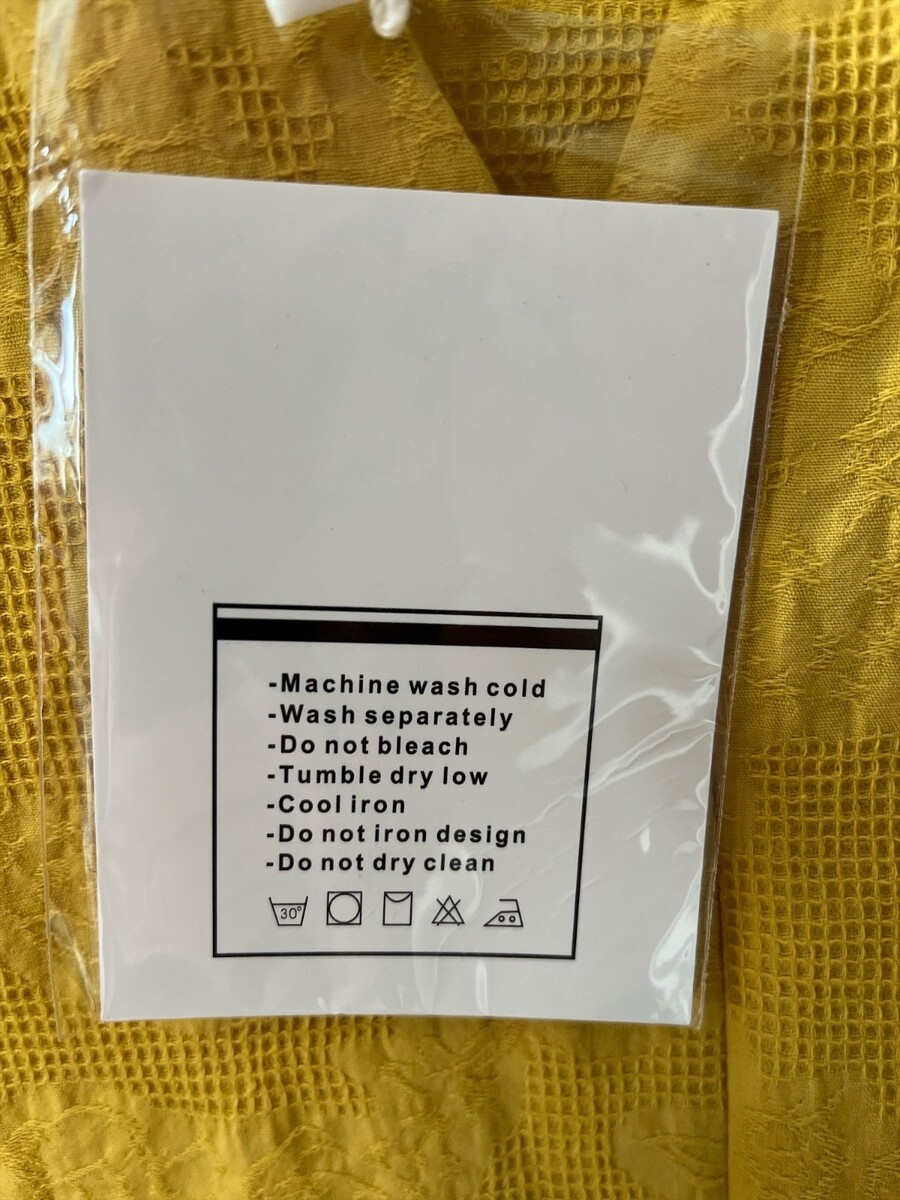 -Machine wash cold
-Wash separately
-Do not bleach
-Tumble dry low
-Cool iron
-Do not iron design
-Do not dry clean
30°